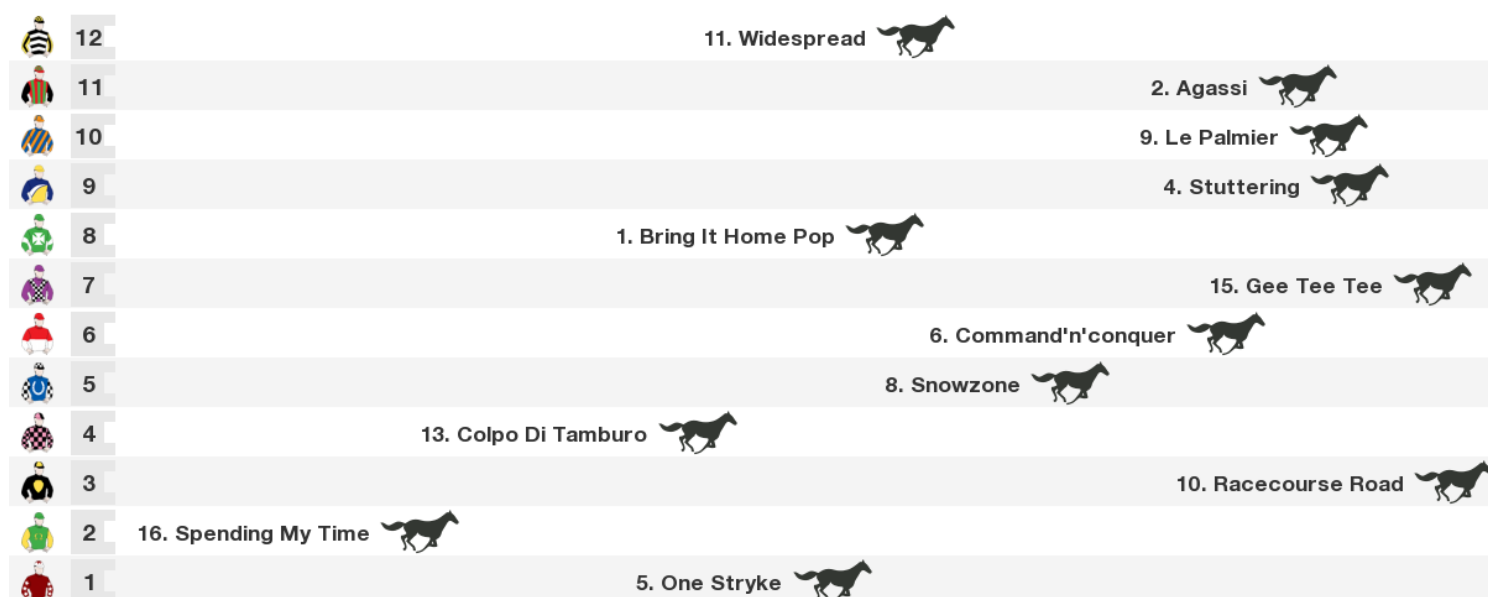 12 11. Widespread
11 2. Agassi
10 9. Le Palmier
9 4. Stuttering
8 1. Bring It Home Pop
7 15. Gee Tee Tee
6 6. Command'n'conquer
5 8. Snowzone
4 13. Colpo Di Tamburo
3 10. Racecourse Road
2 16. Spending My Time
1 5. One Stryke